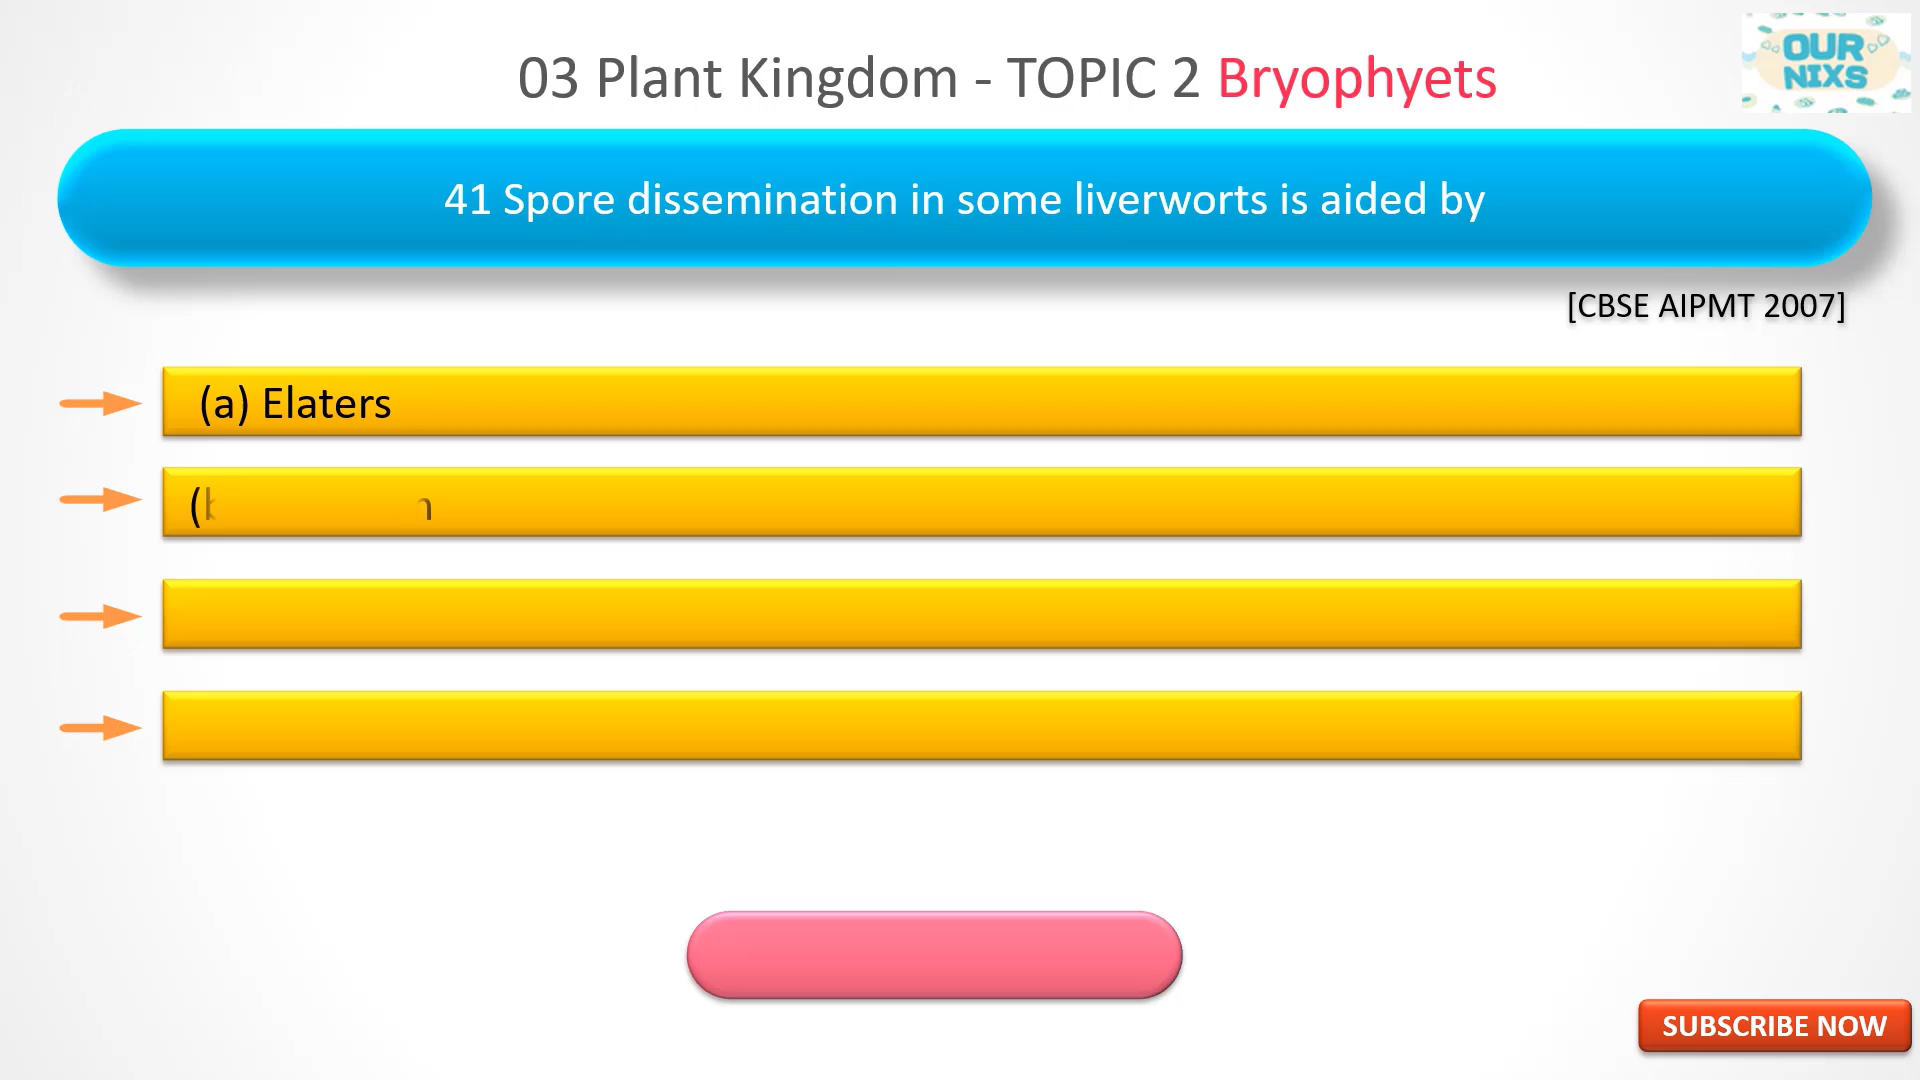 OUR
NIXS
03 Plant Kingdom - TOPIC 2 Bryophyets
41 Spore dissemination in some liverworts is aided by
[CBSE AIPMT 2007]
(a) Elaters
SUBSCRIBE NOW